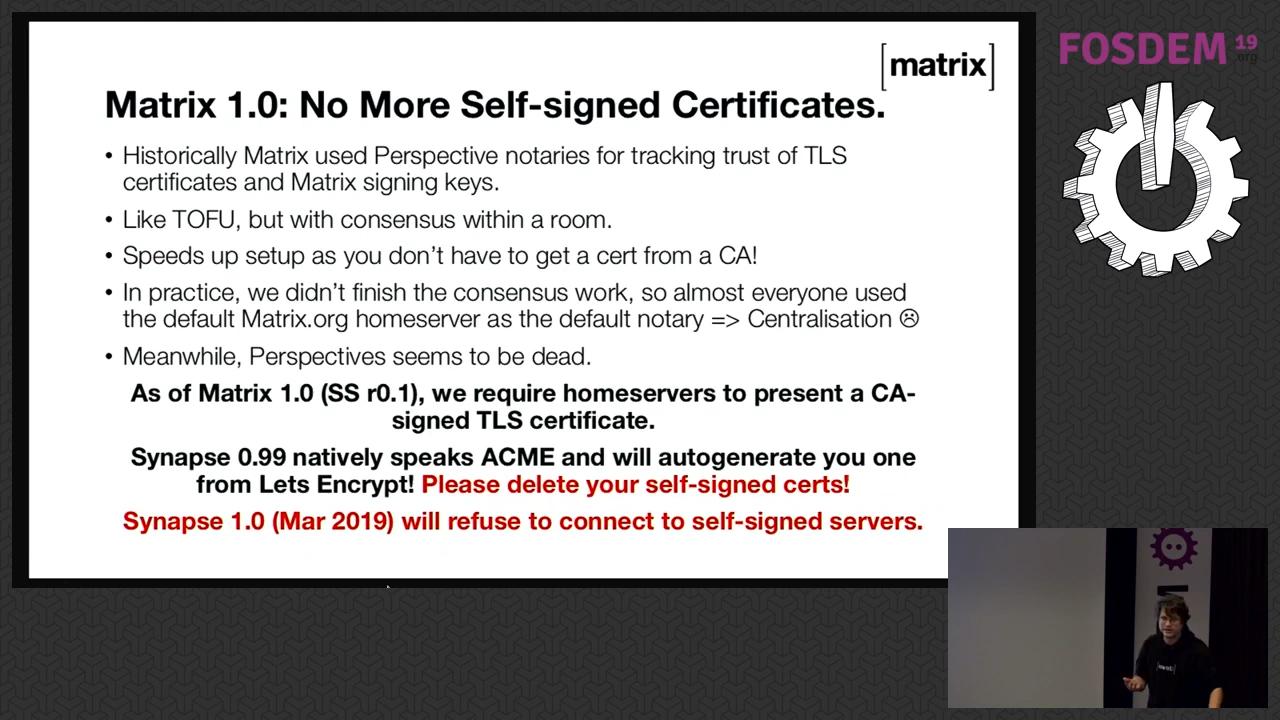 FOSDEM 19
.org
[matrix]
Matrix 1.0: No More Self-signed Certificates.
• Historically Matrix used Perspective notaries for tracking trust of TLS
certificates and Matrix signing keys.
• Like TOFU, but with consensus within a room.
• Speeds up setup as you don’t have to get a cert from a CA!
• In practice, we didn’t finish the consensus work, so almost everyone used
the default Matrix.org homeserver as the default notary => Centralisation ☹
• Meanwhile, Perspectives seems to be dead.
As of Matrix 1.0 (SS r0.1), we require homeservers to present a CA-
signed TLS certificate.
Synapse 0.99 natively speaks ACME and will autogenerate you one
from Lets Encrypt! Please delete your self-signed certs!
Synapse 1.0 (Mar 2019) will refuse to connect to self-signed servers.